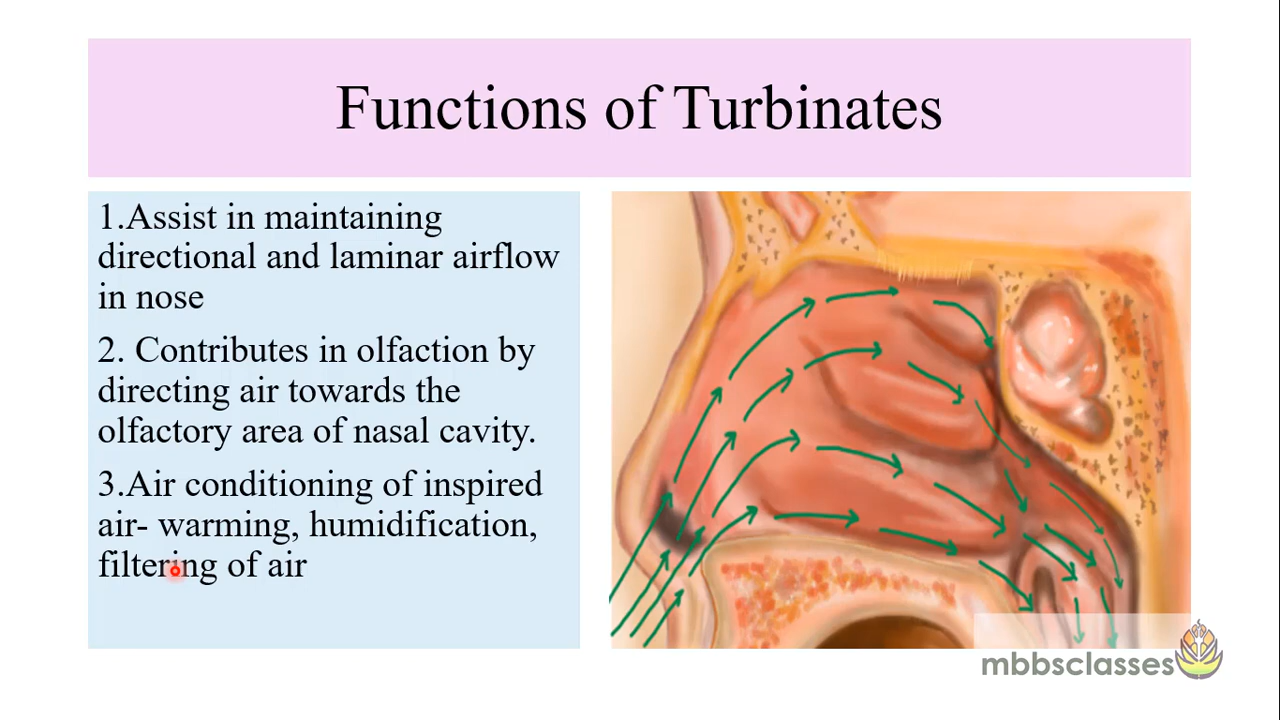 Functions of Turbinates
1.Assist in maintaining
directional and laminar airflow
in nose
2. Contributes in olfaction by
directing air towards the
olfactory area of nasal cavity.
3.Air conditioning of inspired
air- warming, humidification,
filtering of air
mbbsclasses